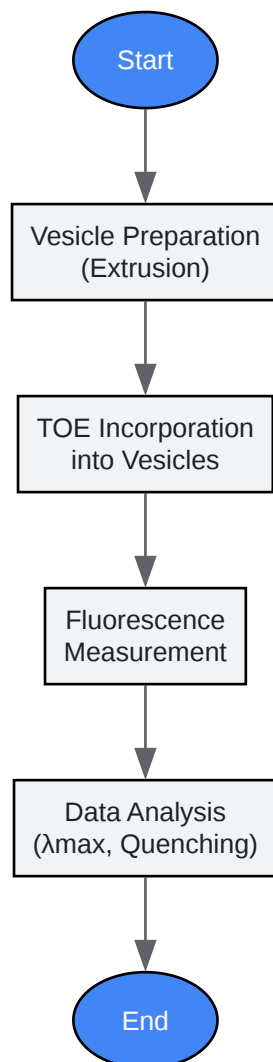 Start
Vesicle Preparation
(Extrusion)
TOE Incorporation
into Vesicles
Fluorescence
Measurement
Data Analysis
(λmax, Quenching)
End